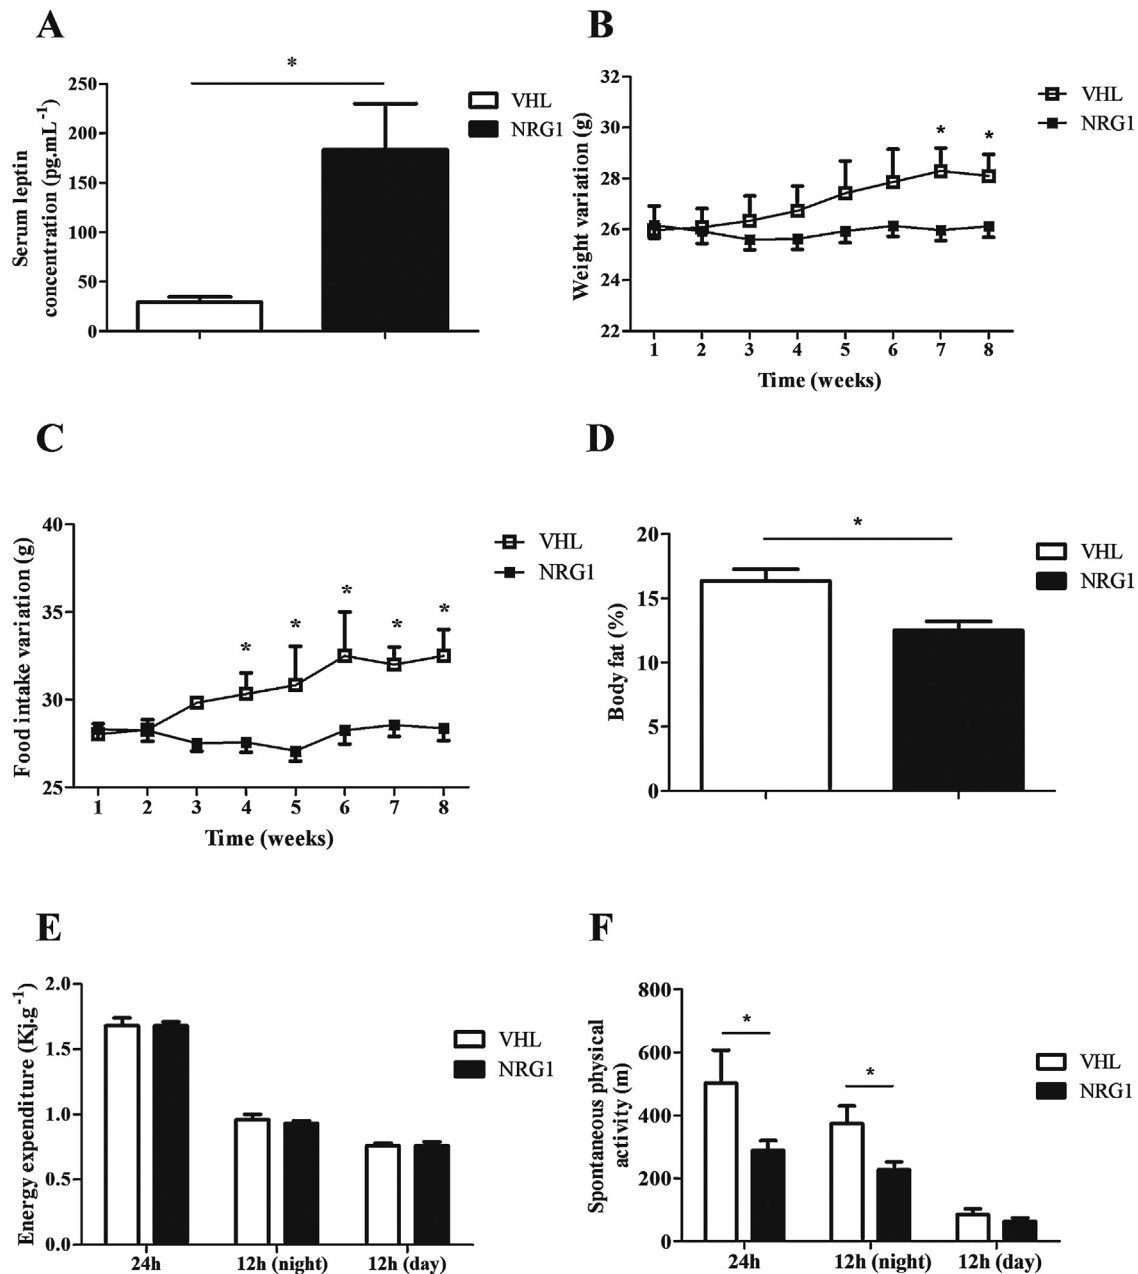 A
Serum leptin
concentration (pg.mL-1)
250
200
150
100
50
0
*
VHL
NRG1
B
Weight variation (g)
32
30
28
26
24
22
* *
1 2 3 4 5 6 7 8
Time (weeks)
VHL
NRG1
C
Food intake variation (g)
40
35
30
25
* * * * *
1 2 3 4 5 6 7 8
Time (weeks)
VHL
NRG1
D
Body fat (%)
20
15
10
5
0
*
VHL
NRG1
E
Energy expenditure (Kj.g-1)
2.0
1.5
1.0
0.5
0.0
24h 12h (night) 12h (day)
VHL
NRG1
F
Spontaneous physical
activity (m)
800
600
400
200
0
* *
24h 12h (night) 12h (day)
VHL
NRG1